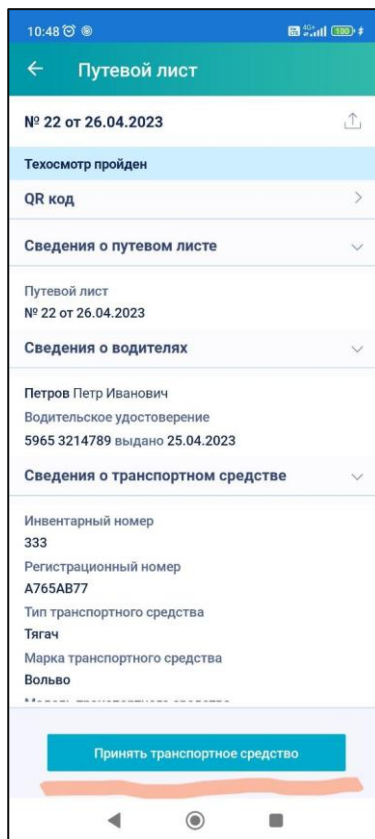 10:48
4G+
100
Путевой лист
№ 22 от 26.04.2023
Техосмотр пройден
QR код
Сведения о путевом листе
Путевой лист
№ 22 от 26.04.2023
Сведения о водителях
Петров Петр Иванович
Водительское удостоверение
5965 3214789 выдано 25.04.2023
Сведения о транспортном средстве
Инвентарный номер
333
Регистрационный номер
А765АВ77
Тип транспортного средства
Тягач
Марка транспортного средства
Вольво
Принять транспортное средство